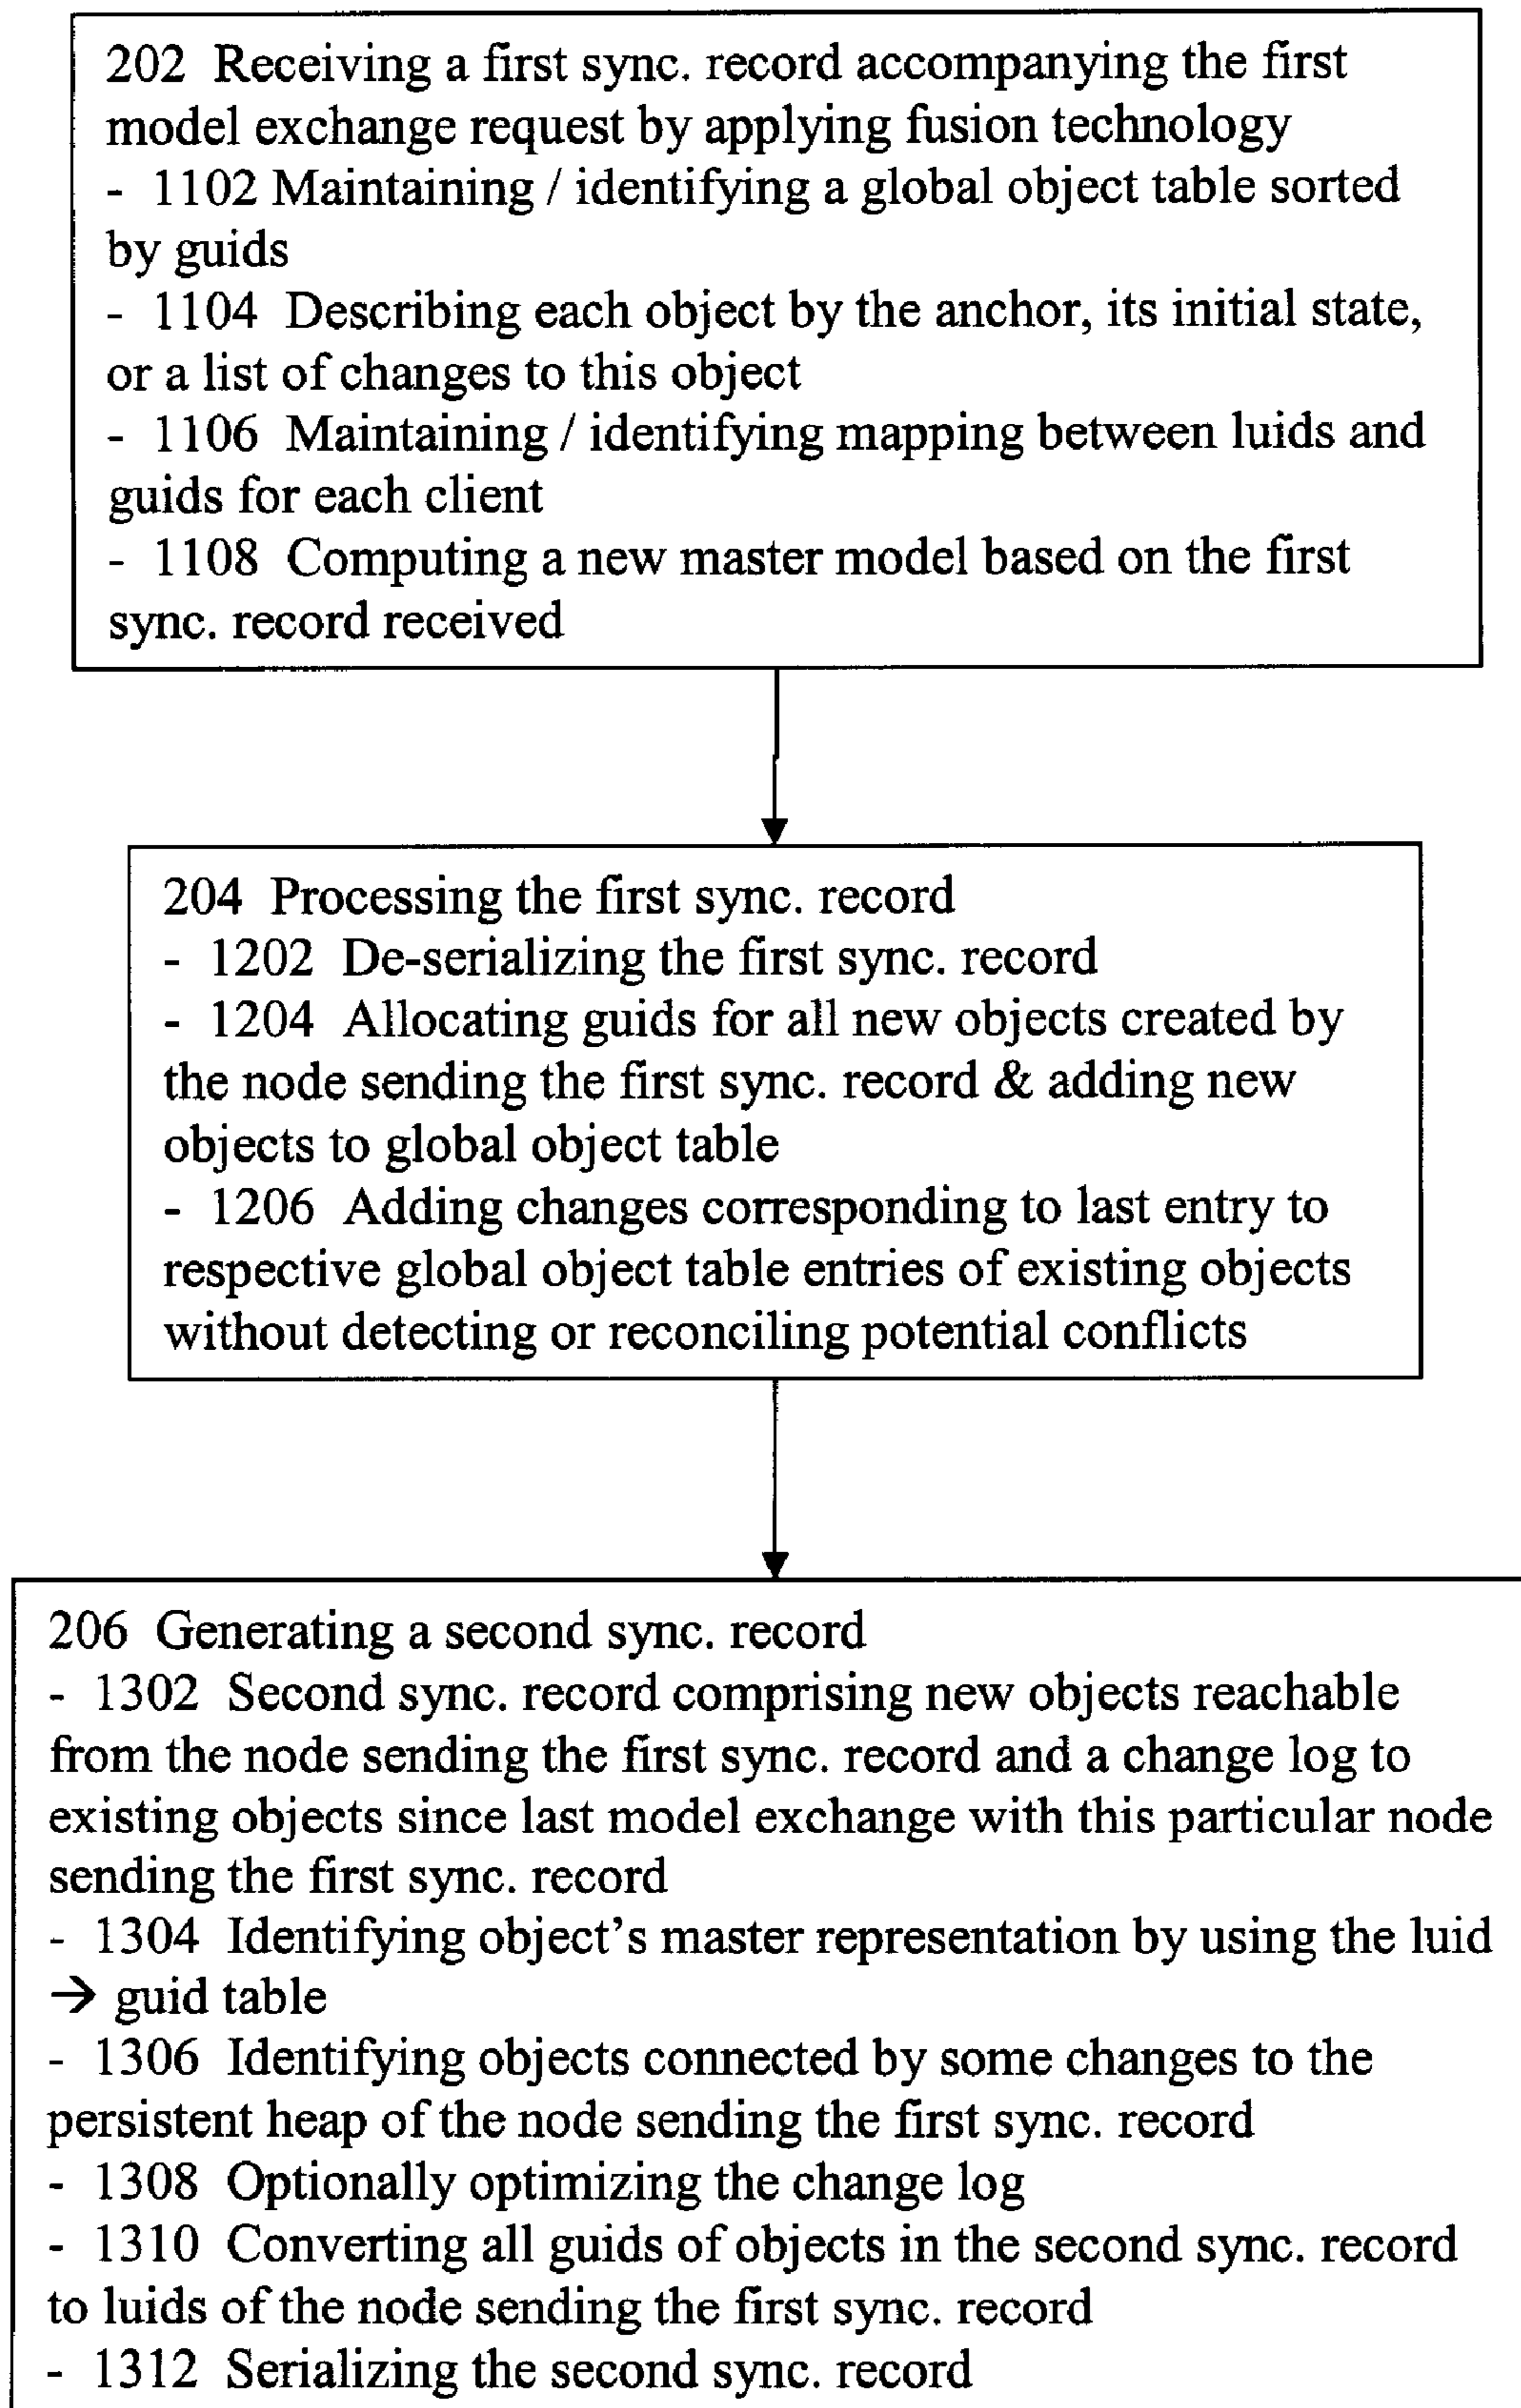 202 Receiving a first sync. record accompanying the first
model exchange request by applying fusion technology
- 1102 Maintaining / identifying a global object table sorted
by guids
- 1104 Describing each object by the anchor, its initial state,
or a list of changes to this object
- 1106 Maintaining / identifying mapping between luids and
guids for each client
- 1108 Computing a new master model based on the first
sync. record received
204 Processing the first sync. record
- 1202 De-serializing the first sync. record
- 1204 Allocating guids for all new objects created by
the node sending the first sync. record & adding new
objects to global object table
- 1206 Adding changes corresponding to last entry to
respective global object table entries of existing objects
without detecting or reconciling potential conflicts
206 Generating a second sync. record
- 1302 Second sync. record comprising new objects reachable
from the node sending the first sync. record and a change log to
existing objects since last model exchange with this particular node
sending the first sync. record
- 1304 Identifying object's master representation by using the luid
→ guid table
- 1306 Identifying objects connected by some changes to the
persistent heap of the node sending the first sync. record
- 1308 Optionally optimizing the change log
- 1310 Converting all guids of objects in the second sync. record
to luids of the node sending the first sync. record
- 1312 Serializing the second sync. record